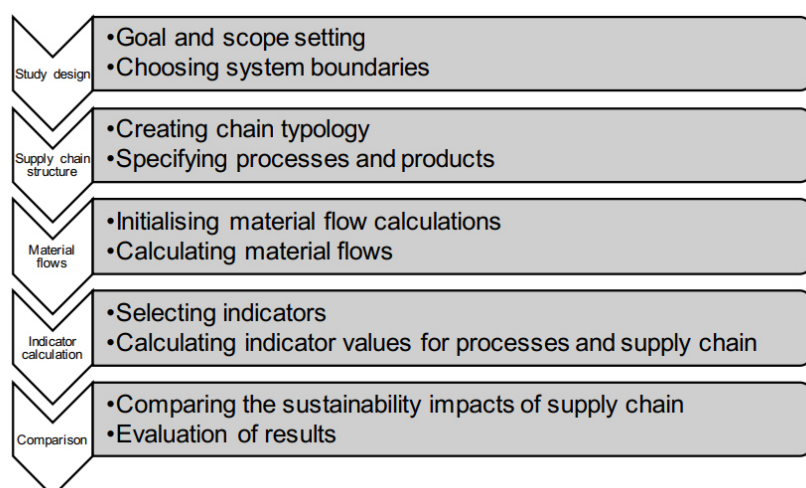 Study design
•Goal and scope setting
•Choosing system boundaries
Supply chain
structure
•Creating chain typology
•Specifying processes and products
Material
flows
•Initialising material flow calculations
•Calculating material flows
Indicator
calculation
•Selecting indicators
•Calculating indicator values for processes and supply chain
Comparison
•Comparing the sustainability impacts of supply chain
•Evaluation of results